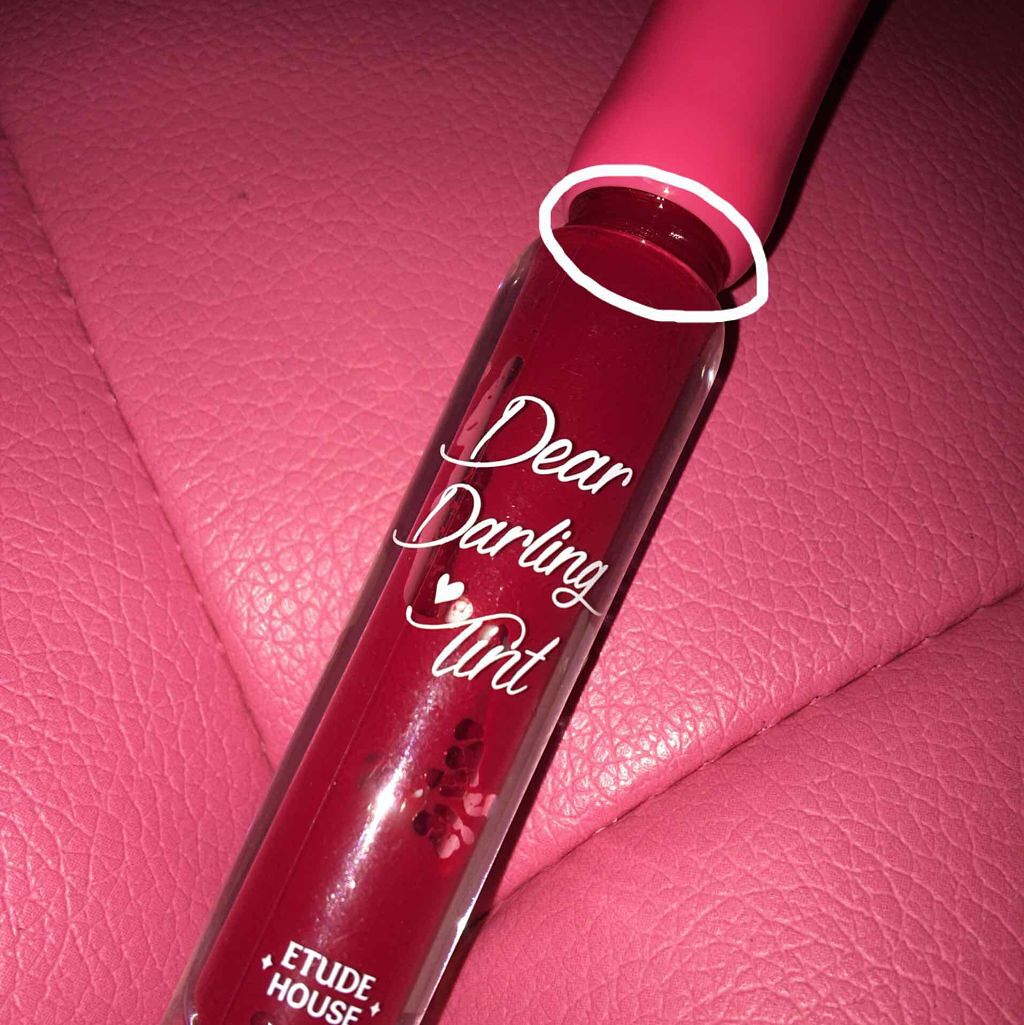 Dear
Darling
Tint
ETUDE
HOUSE